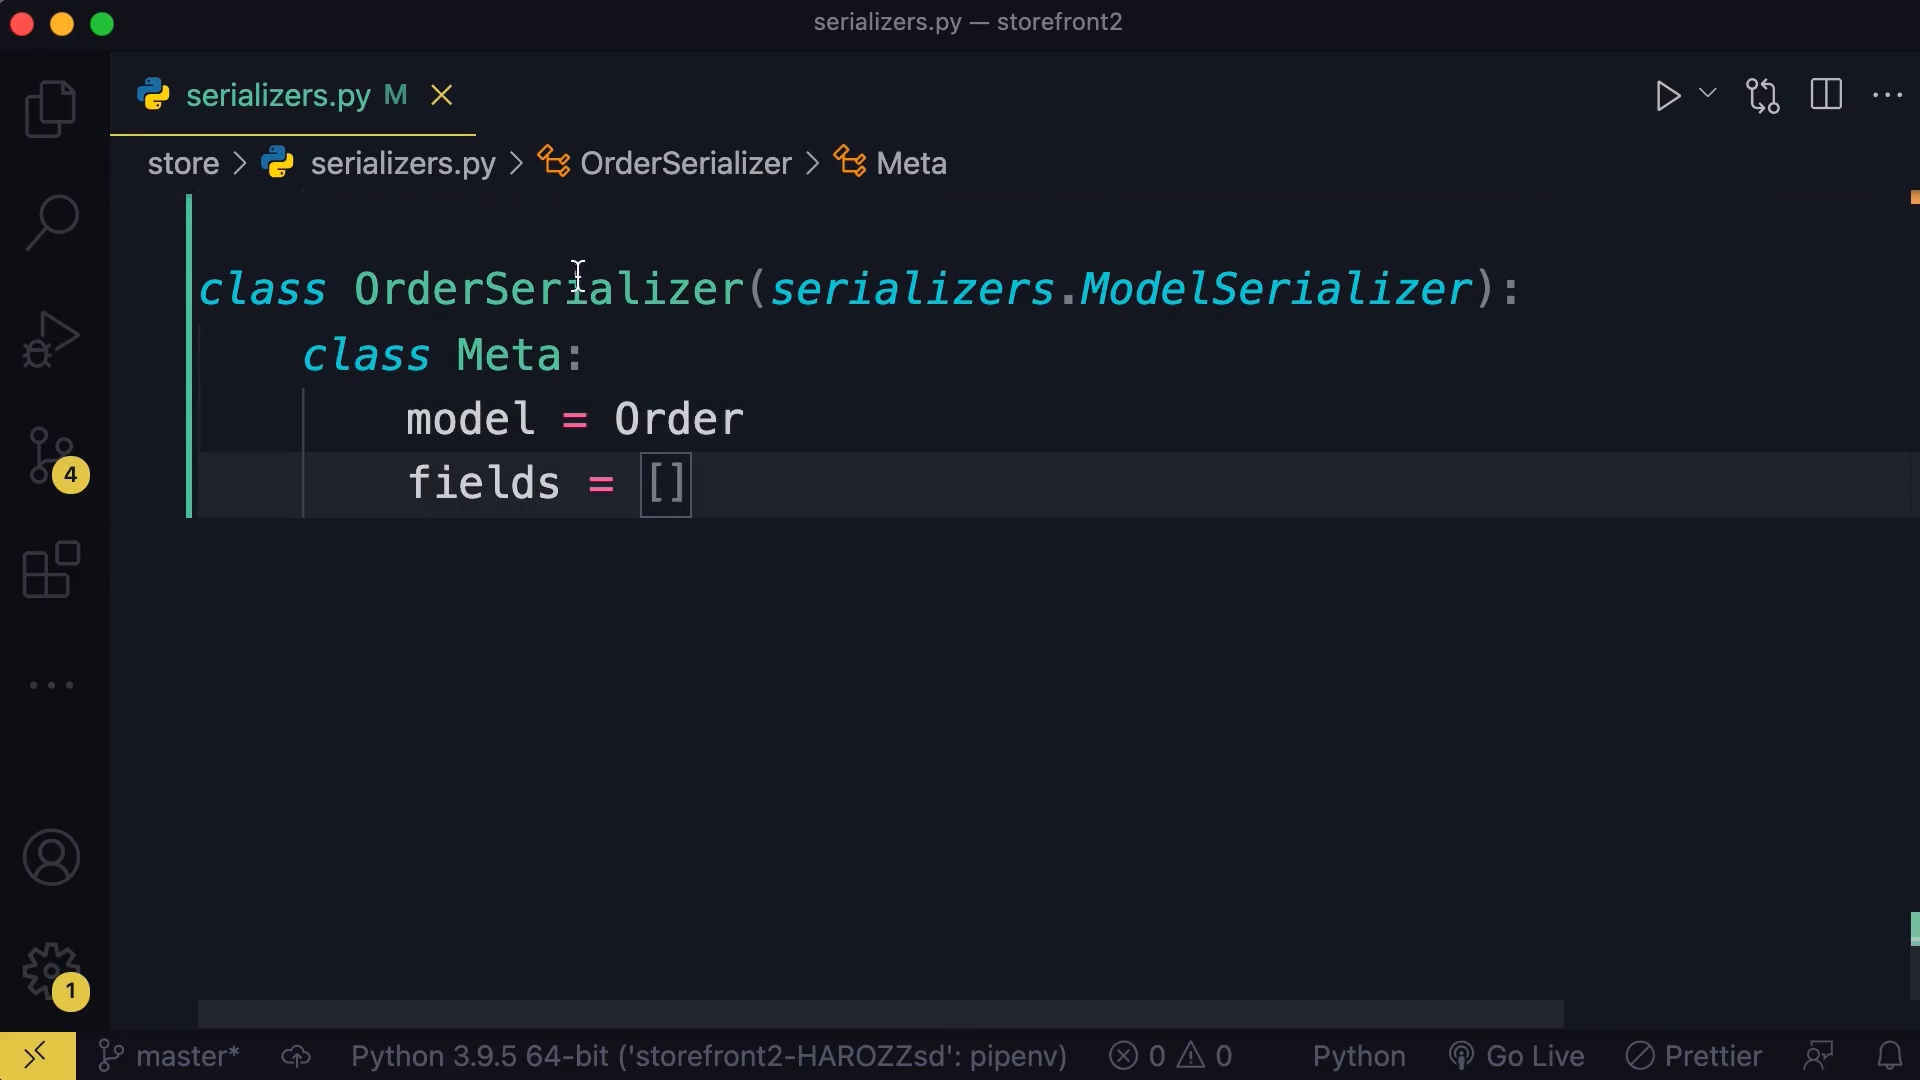 serializers.py — storefront2
serializers.py M
store > serializers.py > OrderSerializer > Meta
class OrderSerializer(serializers.ModelSerializer):
class Meta:
model = Order
fields = []
4
1
master* Python 3.9.5 64-bit ('storefront2-HAROZZsd': pipenv) 0 0 Python Go Live Prettier